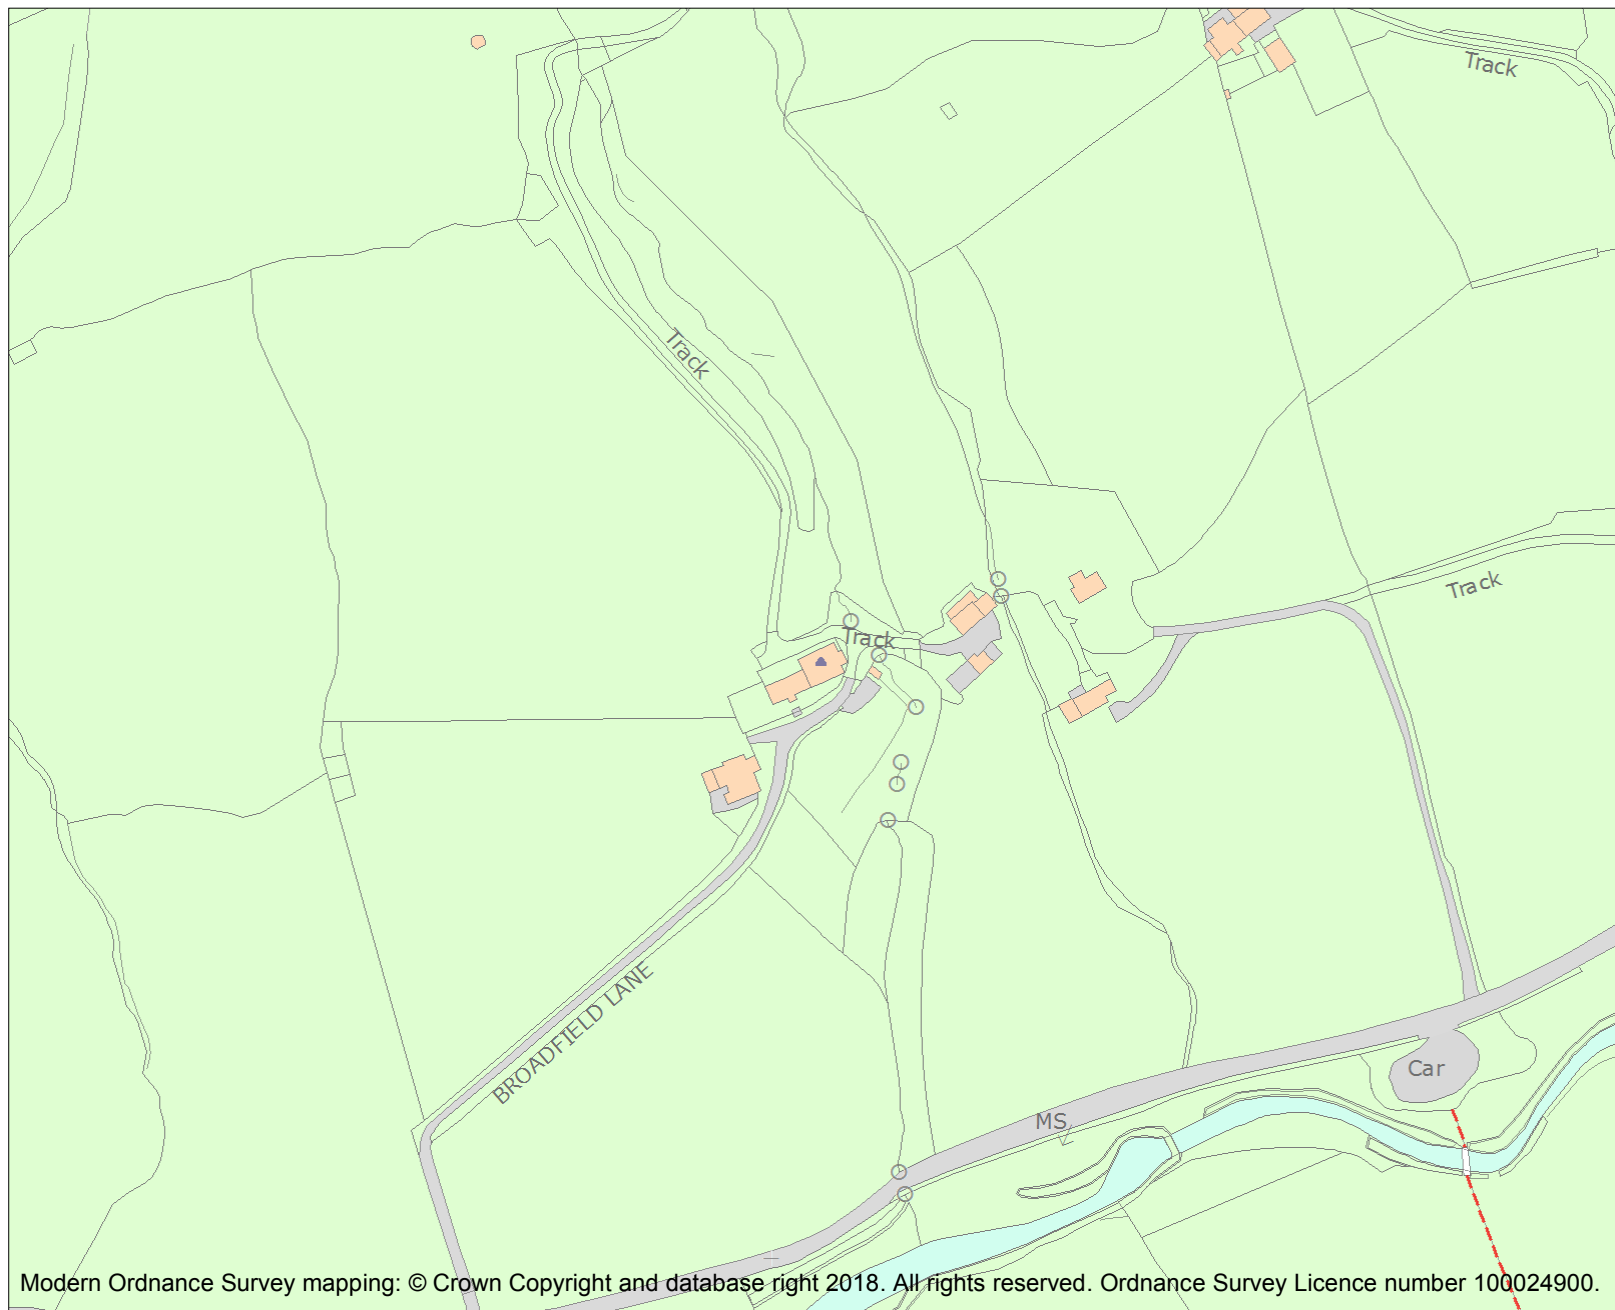 Track
Track
Track
Track
BROADFIELD LANE
Car
MS
Modern Ordnance Survey mapping: © Crown Copyright and database right 2018. All rights reserved. Ordnance Survey Licence number 100024900.